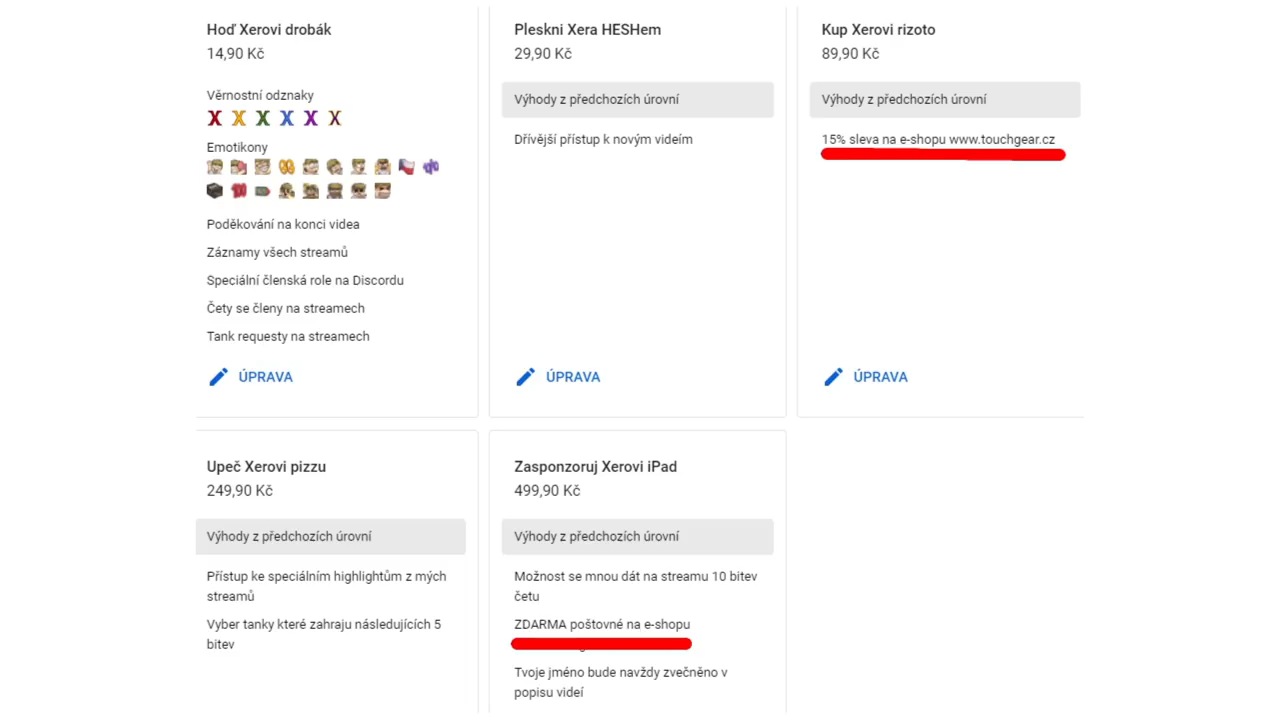 Hoď Xerovi drobák
14,90 Kč
Věrnostní odznaky
X X X X X X
Emotikony
Poděkování na konci videa
Záznamy všech streamů
Speciální členská role na Discordu
Čety se členy na streamech
Tank requesty na streamech
ÚPRAVA
Pleskni Xera HESHem
29,90 Kč
Výhody z předchozích úrovní
Dřívější přístup k novým videím
ÚPRAVA
Kup Xerovi rizoto
89,90 Kč
Výhody z předchozích úrovní
15% sleva na e-shopu www.touchgear.cz
ÚPRAVA
Upeč Xerovi pizzu
249,90 Kč
Výhody z předchozích úrovní
Přístup ke speciálním highlightům z mých
streamů
Vyber tanky které zahraju následujících 5
bitev
Zasponzoruj Xerovi iPad
499,90 Kč
Výhody z předchozích úrovní
Možnost se mnou dát na streamu 10 bitev
četu
ZDARMA poštovné na e-shopu
Tvoje jméno bude navždy zvečněno v
popisu videí